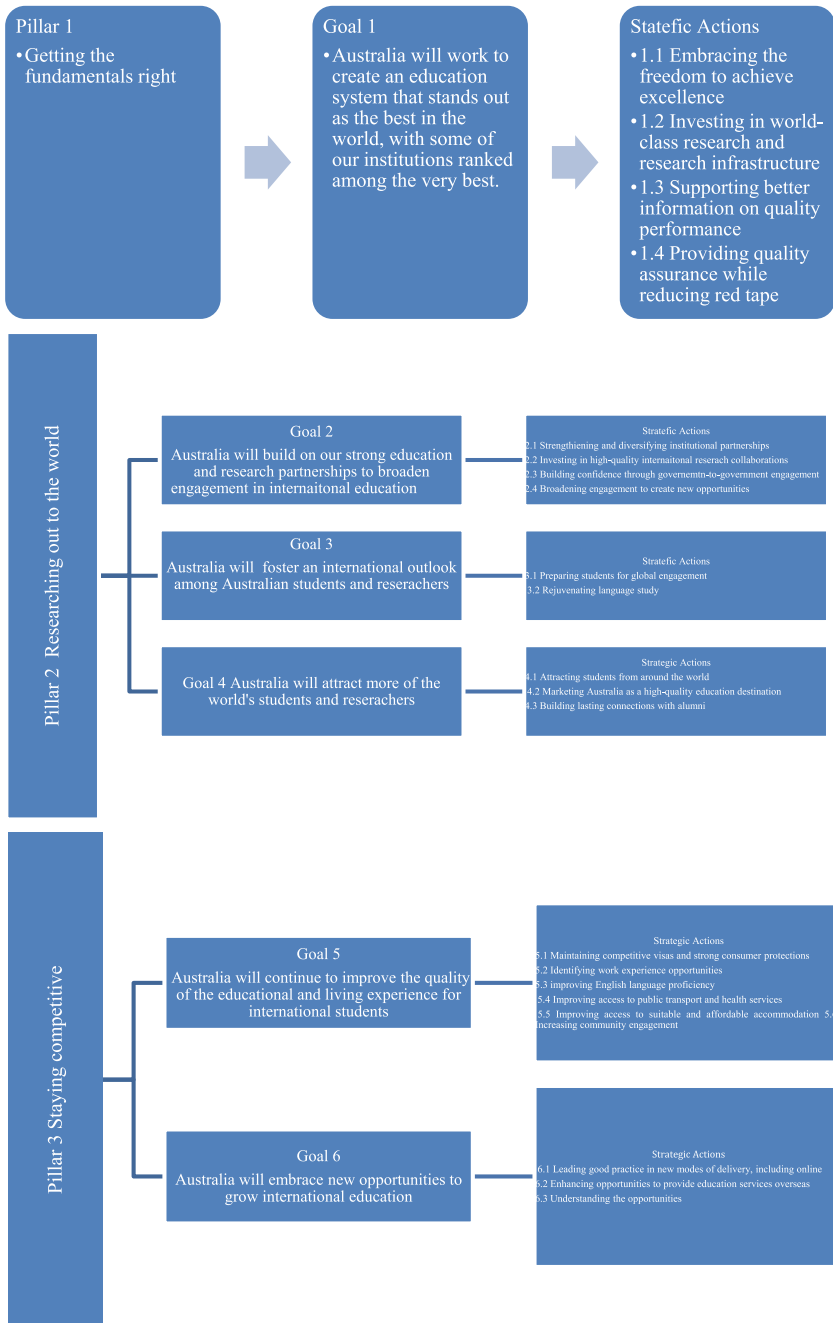 Pillar 1
• Getting the
fundamentals right
Goal 1
• Australia will work to
create an education
system that stands out
as the best in the
world, with some of
our institutions ranked
among the very best.
Statefic Actions
• 1.1 Embracing the
freedom to achieve
excellence
• 1.2 Investing in world-
class research and
research infrastructure
• 1.3 Supporting better
information on quality
performance
• 1.4 Providing quality
assurance while
reducing red tape
Pillar 2 Researching out to the world
Goal 2
Australia will build on our strong education
and research partnerships to broaden
engagement in internaitonal education
Statefic Actions
2.1 Strengthiening and diversifying institutional partnerships
2.2 Investing in high-quality internaitonal reserach collaborations
2.3 Building confidence through governemtn-to-government engagement
2.4 Broadening engagement to create new opportunities
Goal 3
Australia will foster an international outlook
among Australian students and reserachers
Statefic Actions
3.1 Preparing students for global engagement
3.2 Rejuvenating language study
Goal 4 Australia will attract more of the
world's students and reserachers
Strategic Actions
4.1 Attracting students from around the world
4.2 Marketing Australia as a high-quality education destination
4.3 Building lasting connections with alumni
Pillar 3 Staying competitive
Goal 5
Australia will continue to improve the quality
of the educational and living experience for
international students
Strategic Actions
5.1 Maintaining competitive visas and strong consumer protections
5.2 Identifying work experience opportunities
5.3 improving English language proficiency
5.4 Improving access to public transport and health services
5.5 Improving access to suitable and affordable accommodation 5.6
Increasing community engagement
Goal 6
Australia will embrace new opportunities to
grow international education
Strategic Actions
6.1 Leading good practice in new modes of delivery, including online
6.2 Enhancing opportunities to provide education services overseas
6.3 Understanding the opportunities